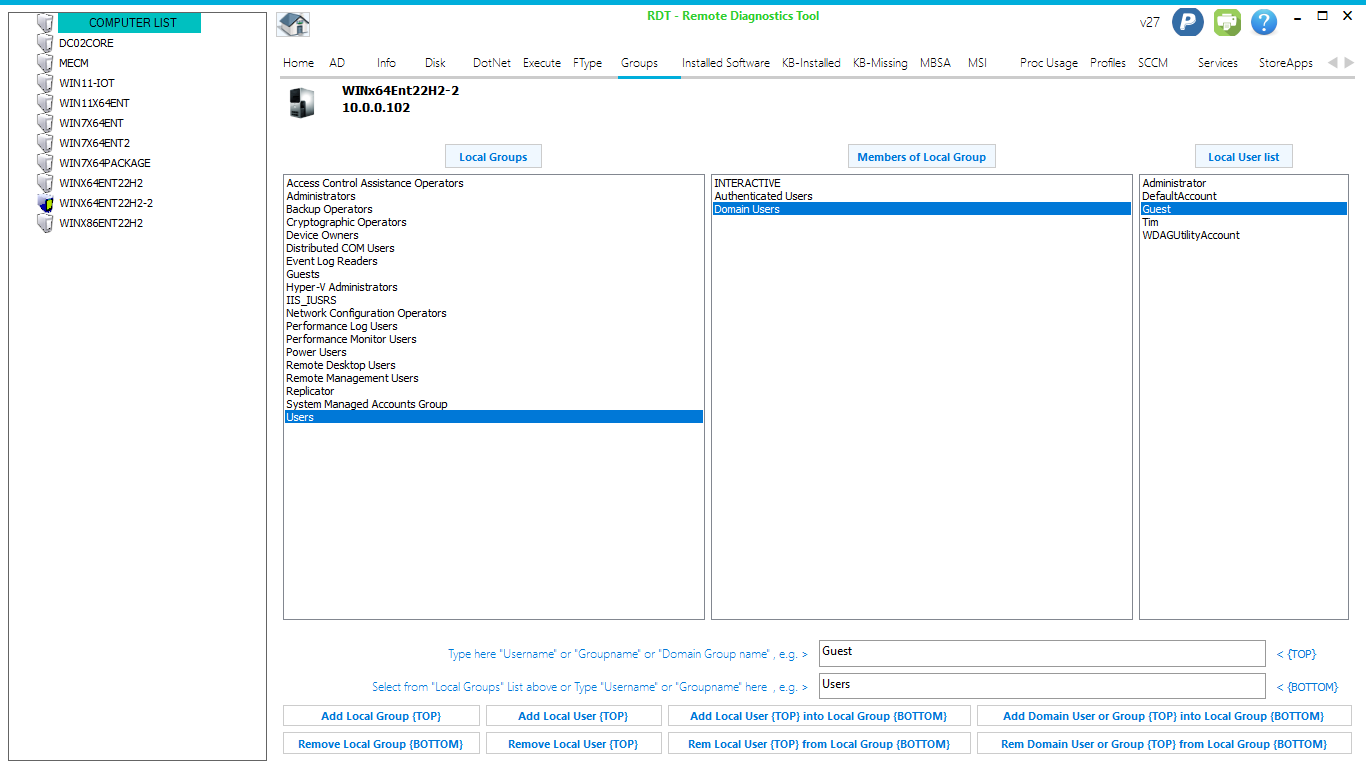 COMPUTER LIST
DC02CORE
MECM
WIN11-IOT
WIN11X64ENT
WIN7X64ENT
WIN7X64ENT2
WIN7X64PACKAGE
WINX64ENT22H2
WINX64ENT22H2-2
WINX86ENT22H2
RDT - Remote Diagnostics Tool
v27 P ?
Home AD Info Disk DotNet Execute FType Groups Installed Software KB-Installed KB-Missing MBSA MSI Proc Usage Profiles SCCM Services StoreApps
WINx64Ent22H2-2
10.0.0.102
Local Groups
Access Control Assistance Operators
Administrators
Backup Operators
Cryptographic Operators
Device Owners
Distributed COM Users
Event Log Readers
Guests
Hyper-V Administrators
IIS_IUSRS
Network Configuration Operators
Performance Log Users
Performance Monitor Users
Power Users
Remote Desktop Users
Remote Management Users
Replicator
System Managed Accounts Group
Users
Members of Local Group
INTERACTIVE
Authenticated Users
Domain Users
Local User list
Administrator
DefaultAccount
Guest
Tim
WDAGUtilityAccount
Type here "Username" or "Groupname" or "Domain Group name" , e.g. > Guest < {TOP}
Select from "Local Groups" List above or Type "Username" or "Groupname" here , e.g. > Users < {BOTTOM}
Add Local Group {TOP} Add Local User {TOP} Add Local User {TOP} into Local Group {BOTTOM} Add Domain User or Group {TOP} into Local Group {BOTTOM}
Remove Local Group {BOTTOM} Remove Local User {TOP} Rem Local User {TOP} from Local Group {BOTTOM} Rem Domain User or Group {TOP} from Local Group {BOTTOM}